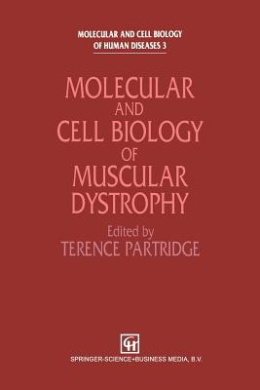 MOLECULAR AND CELL BIOLOGY
OF HUMAN DISEASES 3
MOLECULAR
AND
CELL BIOLOGY
OF
MUSCULAR
DYSTROPHY
Edited by
TERENCE PARTRIDGE
SPRINGER-SCIENCE+BUSINESS MEDIA, B.V.